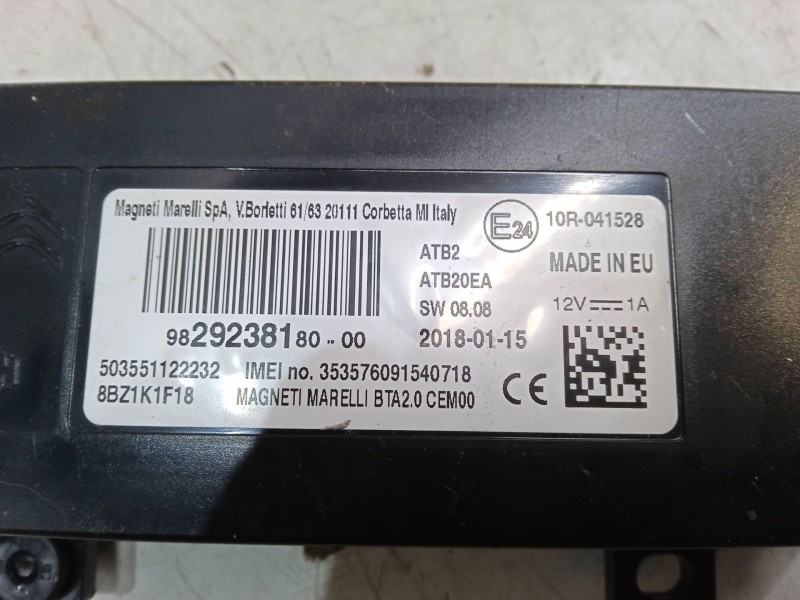 Magneti Marelli SpA, V.Borletti 61/63 20111 Corbetta MI Italy
E24
10R-041528
ATB2
ATB20EA
MADE IN EU
SW 08.08
12V 1A
9829238180-00
2018-01-15
503551122232 IMEI no. 353576091540718
8BZ1K1F18 MAGNETI MARELLI BTA2.0 CEM00
CE